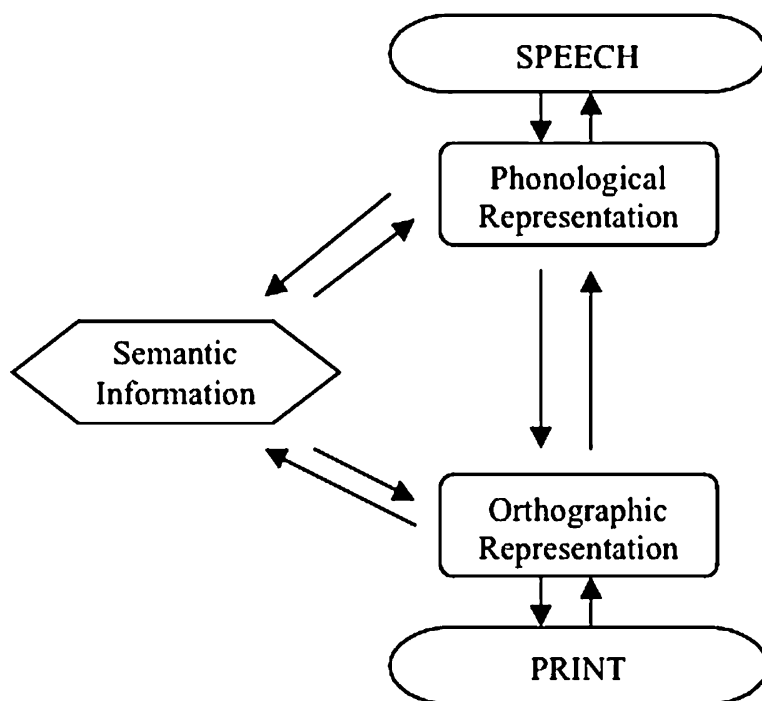 SPEECH
Phonological
Representation
Semantic
Information
Orthographic
Representation
PRINT